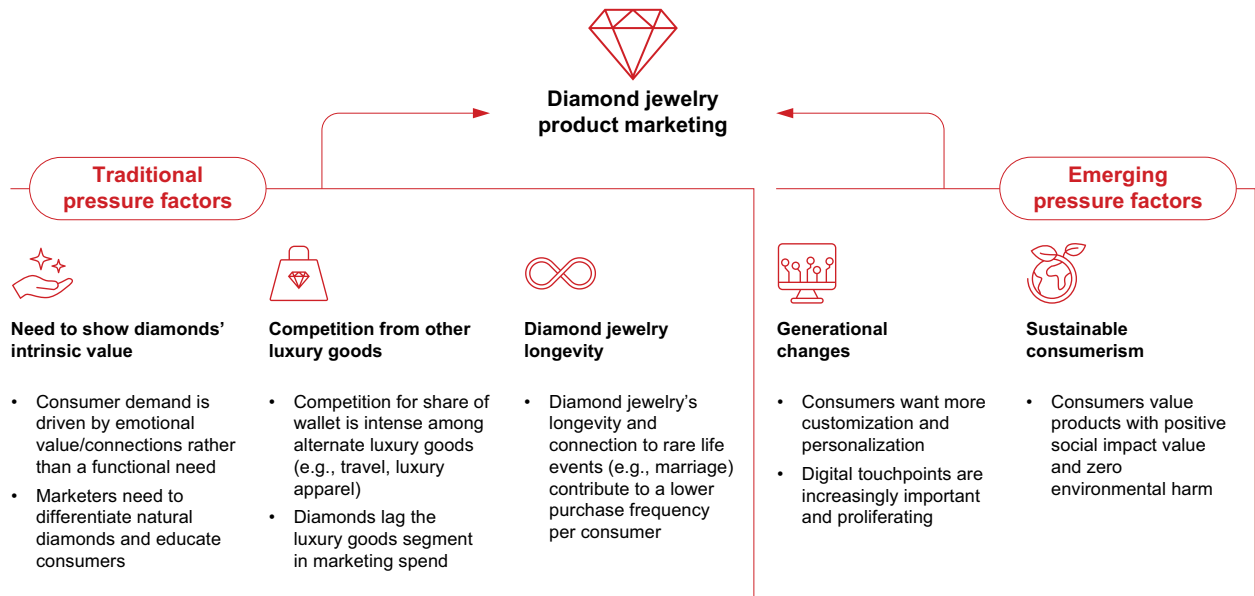 Diamond jewelry
product marketing
Traditional
pressure factors
Need to show diamonds’
intrinsic value
• Consumer demand is
driven by emotional
value/connections rather
than a functional need
• Marketers need to
differentiate natural
diamonds and educate
consumers
Competition from other
luxury goods
• Competition for share of
wallet is intense among
alternate luxury goods
(e.g., travel, luxury
apparel)
• Diamonds lag the
luxury goods segment
in marketing spend
Diamond jewelry
longevity
• Diamond jewelry’s
longevity and
connection to rare life
events (e.g., marriage)
contribute to a lower
purchase frequency
per consumer
Emerging
pressure factors
Generational
changes
• Consumers want more
customization and
personalization
• Digital touchpoints are
increasingly important
and proliferating
Sustainable
consumerism
• Consumers value
products with positive
social impact value
and zero
environmental harm